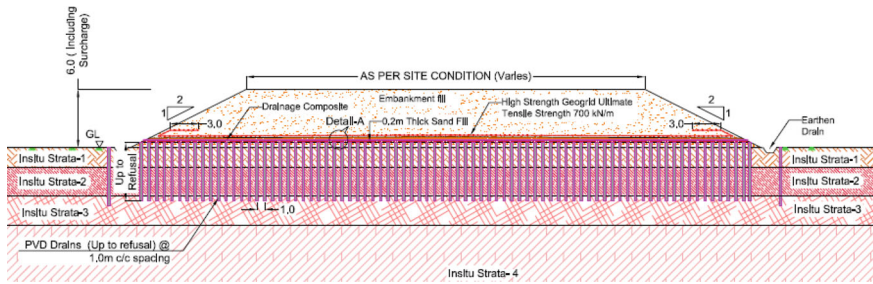 6.0 ( Including
Surcharge)
AS PER SITE CONDITION (Varies)
2
1
3.0
Drainage Composite
Embankment fill
Detail-A
High Strength Geogrid Ultimate
Tensile Strength 700 kN/m
0.2m Thick Sand Fill
3.0
2
1
Earthen
Drain
GL
Insitu Strata-1
Insitu Strata-2
Insitu Strata-3
Up to
Refusal
Insitu Strata-1
Insitu Strata-2
Insitu Strata-3
1.0
PVD Drains (Up to refusal) @
1.0m c/c spacing
Insitu Strata- 4